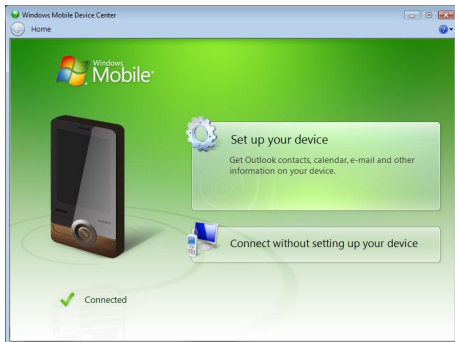 Windows Mobile Device Center
Home
Windows
Mobile®
Set up your device
Get Outlook contacts, calendar, e-mail and other
information on your device.
Connect without setting up your device
Connected